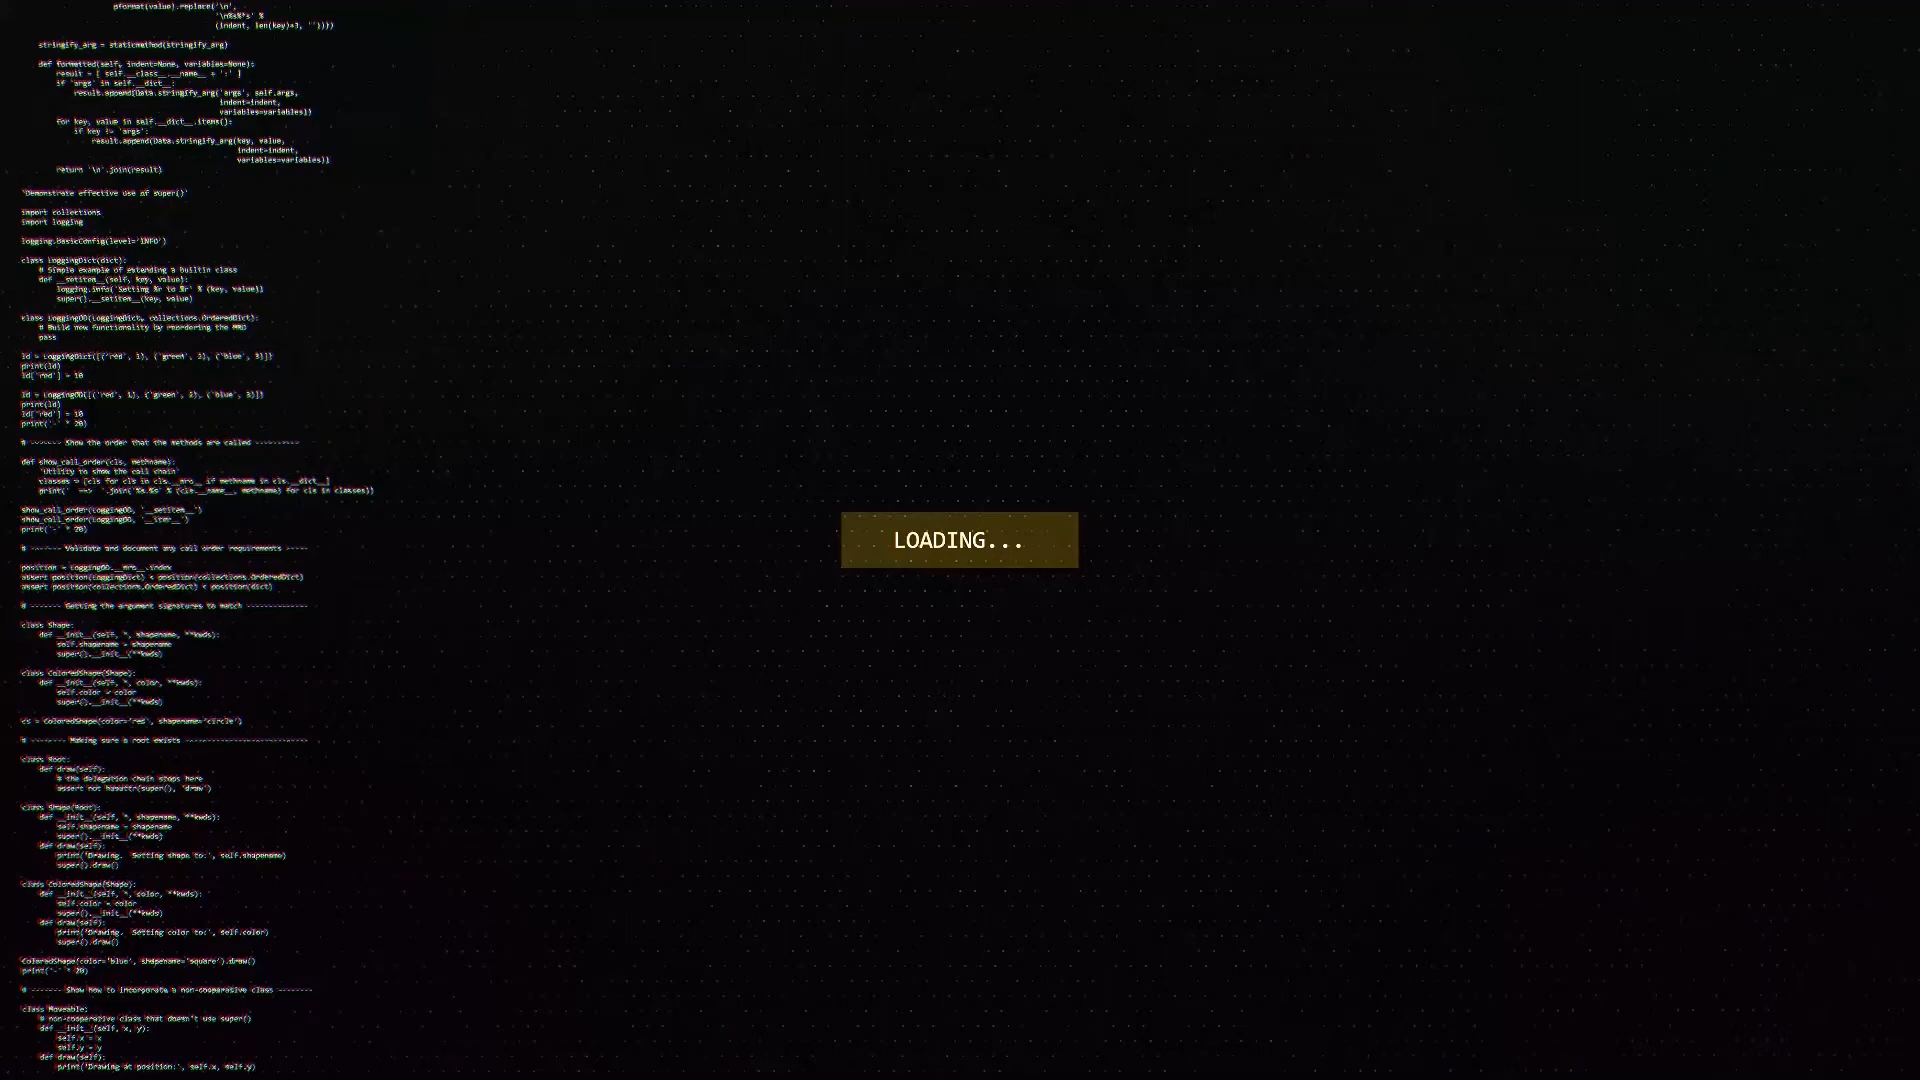 pformat(value).replace('\n',
'\n%s%*s' %
(indent, len(key)+3, ''))))
stringify_arg = staticmethod(stringify_arg)
def formatted(self, indent=None, variables=None):
result = [ self.__class__.__name__ + ':' ]
if 'args' in self.__dict__:
result.append(Data.stringify_arg('args', self.args,
indent=indent,
variables=variables))
for key, value in self.__dict__.items():
if key != 'args':
result.append(Data.stringify_arg(key, value,
indent=indent,
variables=variables))
return '\n'.join(result)
'Demonstrate effective use of super()'
import collections
import logging
logging.basicConfig(level='INFO')
class LoggingDict(dict):
# Simple example of extending a builtin class
def __setitem__(self, key, value):
logging.info('Setting %r to %r' % (key, value))
super().__setitem__(key, value)
class LoggingOD(LoggingDict, collections.OrderedDict):
# Build new functionality by reordering the MRO
pass
ld = LoggingDict([('red', 1), ('green', 2), ('blue', 3)])
print(ld)
ld['red'] = 10
ld = LoggingOD([('red', 1), ('green', 2), ('blue', 3)])
print(ld)
ld['red'] = 10
print('-' * 20)
# ------- Show the order that the methods are called ----------
def show_call_order(cls, methname):
'Utility to show the call chain'
classes = [cls for cls in cls.__mro__ if methname in cls.__dict__]
print('  ==>  '.join('%s.%s' % (cls.__name__, methname) for cls in classes))
show_call_order(LoggingOD, '__setitem__')
show_call_order(LoggingOD, '__iter__')
print('-' * 20)
# ------- Validate and document any call order requirements -----
position = LoggingOD.__mro__.index
assert position(LoggingDict) < position(collections.OrderedDict)
assert position(collections.OrderedDict) < position(dict)
# ------- Getting the argument signatures to match --------------
class Shape:
def __init__(self, *, shapename, **kwds):
self.shapename = shapename
super().__init__(**kwds)
class ColoredShape(Shape):
def __init__(self, *, color, **kwds):
self.color = color
super().__init__(**kwds)
cs = ColoredShape(color='red', shapename='circle')
# -------- Making sure a root exists ----------------------------
class Root:
def draw(self):
# the delegation chain stops here
assert not hasattr(super(), 'draw')
class Shape(Root):
def __init__(self, *, shapename, **kwds):
self.shapename = shapename
super().__init__(**kwds)
def draw(self):
print('Drawing.  Setting shape to:', self.shapename)
super().draw()
class ColoredShape(Shape):
def __init__(self, *, color, **kwds):
self.color = color
super().__init__(**kwds)
def draw(self):
print('Drawing.  Setting color to:', self.color)
super().draw()
ColoredShape(color='blue', shapename='square').draw()
print('-' * 20)
# ------- Show how to incorporate a non-cooperative class --------
class Moveable:
# non-cooperative class that doesn't use super()
def __init__(self, x, y):
self.x = x
self.y = y
def draw(self):
print('Drawing at position:', self.x, self.y)
LOADING...